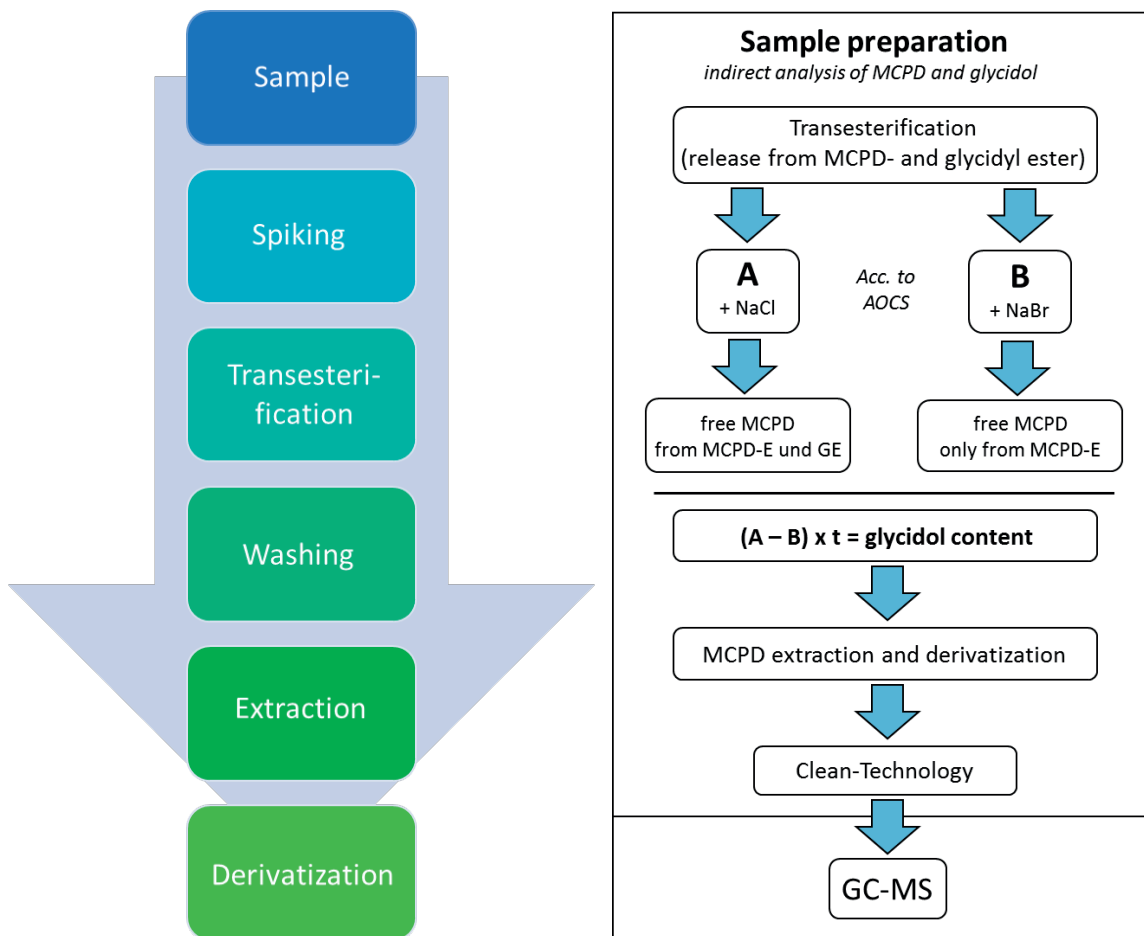 Sample
Spiking
Transesteri-
fication
Washing
Extraction
Derivatization
Sample preparation
indirect analysis of MCPD and glycidol
Transesterification
(release from MCPD- and glycidyl ester)
A
+ NaCl
Acc. to
AOCS
B
+ NaBr
free MCPD
from MCPD-E und GE
free MCPD
only from MCPD-E
(A – B) x t = glycidol content
MCPD extraction and derivatization
Clean-Technology
GC-MS